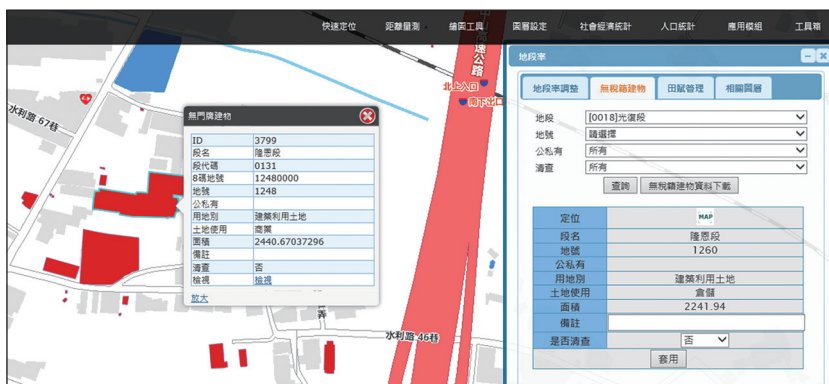 快速定位 距離量測 繪圖工具 圖層設定 社會經濟統計 人口統計 應用模組 工具箱
速公路
北上入口
南下出口
水利路 67巷
水利路 46巷
弄
無門牌建物
ID 3799
段名 隆恩段
段代碼 0131
8碼地號 12480000
地號 1248
公私有
用地別 建築利用土地
土地使用 商業
面積 2440.67037296
備註
清查 否
檢視 檢視
放大
地段率
地段率調整 無稅籍建物 田賦管理 相關圖層
地段 [0018]光復段
地號 請選擇
公私有 所有
清查 所有
查詢 無稅籍建物資料下載
定位 MAP
段名 隆恩段
地號 1260
公私有
用地別 建築利用土地
土地使用 倉儲
面積 2241.94
備註
是否清查 否
套用